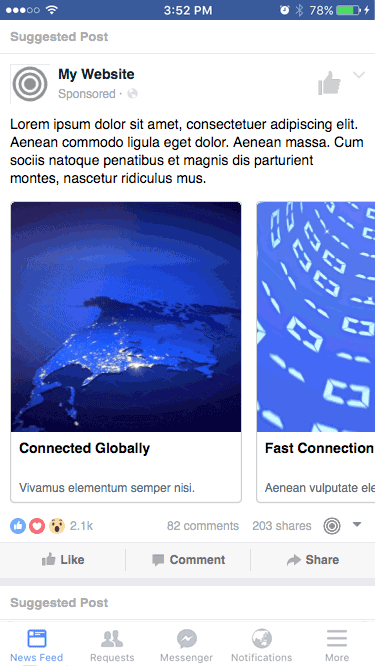 3:52 PM
78%
Suggested Post
My Website
Sponsored ·
Lorem ipsum dolor sit amet, consectetuer adipiscing elit.
Aenean commodo ligula eget dolor. Aenean massa. Cum
sociis natoque penatibus et magnis dis parturient
montes, nascetur ridiculus mus.
Connected Globally
Vivamus elementum semper nisi.
Fast Connection
Aenean vulputate ele
2.1k
82 comments
203 shares
Like
Comment
Share
Suggested Post
News Feed
Requests
Messenger
Notifications
More